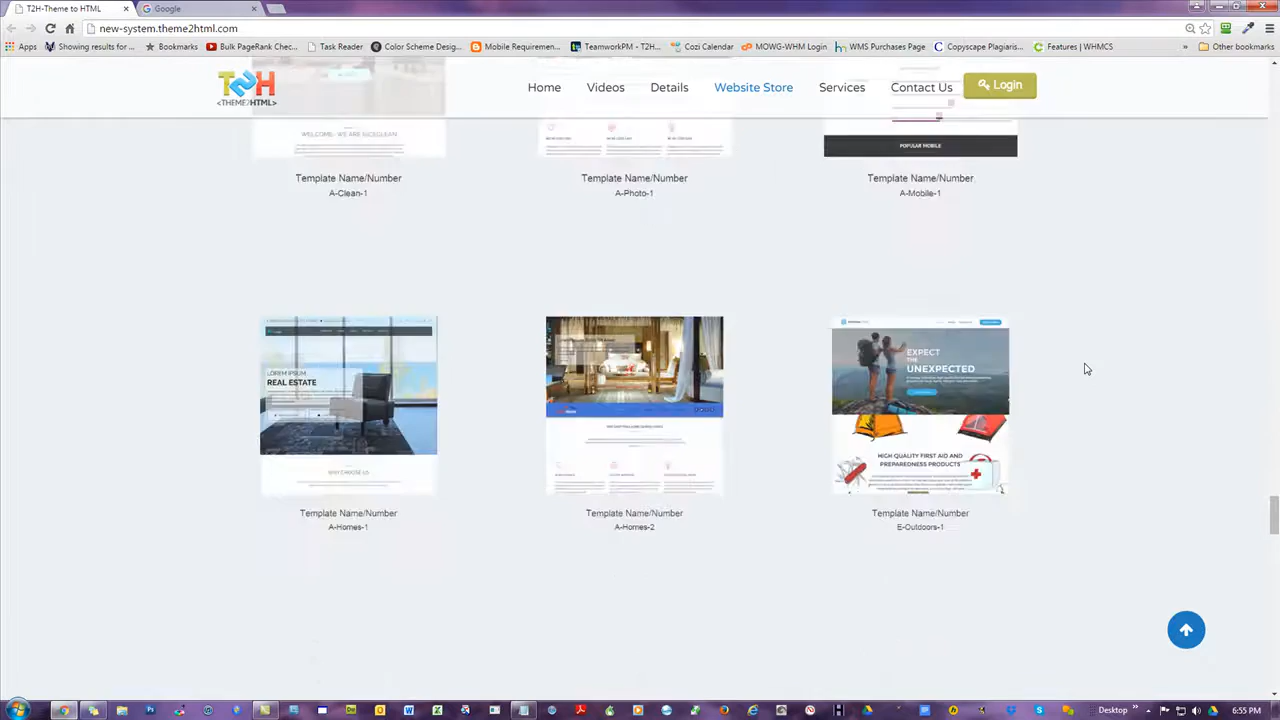 T2H-Theme to HTML
Google
new-system.theme2html.com
Apps
Showing results for ...
Bookmarks
Bulk PageRank Chec...
Task Reader
Color Scheme Desig...
Mobile Requiremen...
TeamworkPM - T2H...
Cozi Calendar
MOWG-WHM Login
WMS Purchases Page
Copyscape Plagiaris...
Features | WHMCS
»
Other bookmarks
T2H
<THEME2HTML>
Home
Videos
Details
Website Store
Services
Contact Us
Login
POPULAR MOBILE
Template Name/Number
A-Clean-1
Template Name/Number
A-Photo-1
Template Name/Number
A-Mobile-1
LOREM IPSUM
REAL ESTATE
WHY CHOOSE US
EXPECT
THE
UNEXPECTED
HIGH QUALITY FIRST AID AND
PREPAREDNESS PRODUCTS
Template Name/Number
A-Homes-1
Template Name/Number
A-Homes-2
Template Name/Number
E-Outdoors-1
Desktop
»
6:55 PM